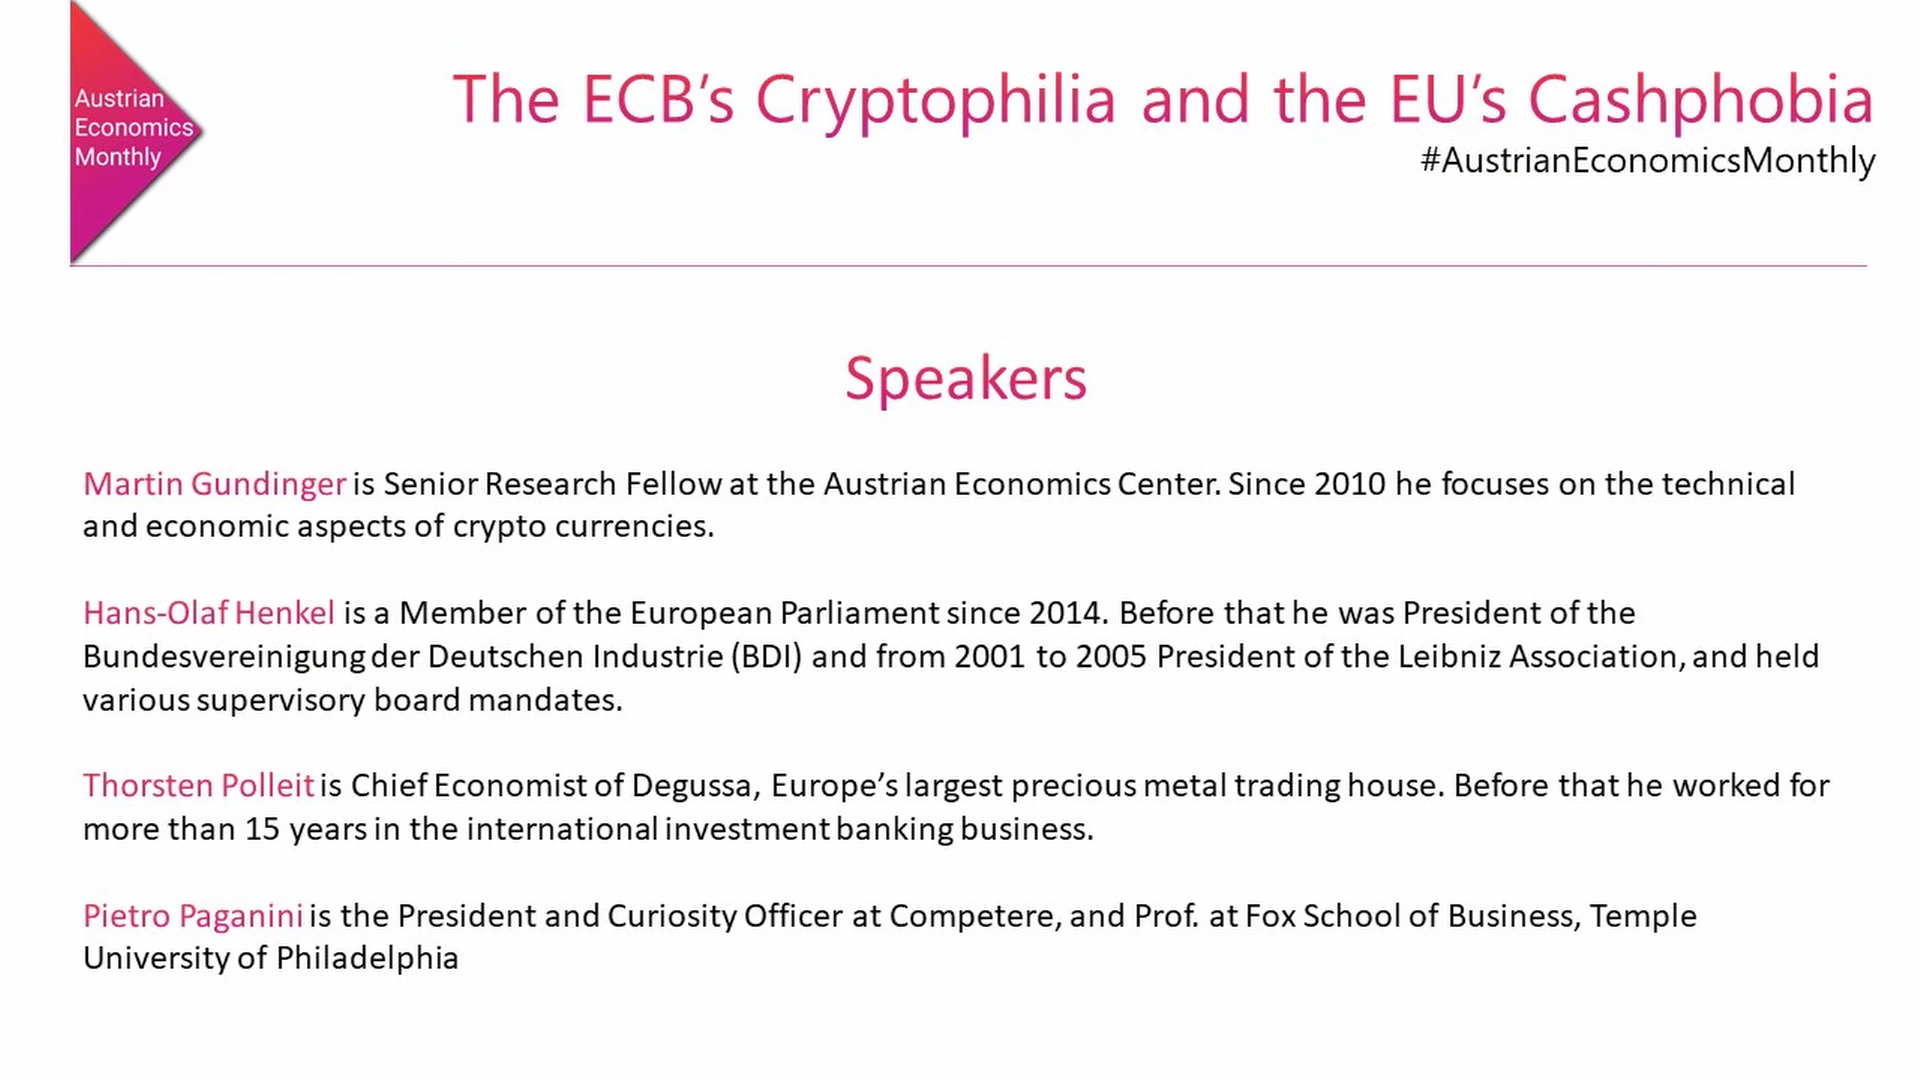 Austrian
Economics
Monthly
The ECB’s Cryptophilia and the EU’s Cashphobia
#AustrianEconomicsMonthly
Speakers
Martin Gundinger is Senior Research Fellow at the Austrian Economics Center. Since 2010 he focuses on the technical
and economic aspects of crypto currencies.
Hans-Olaf Henkel is a Member of the European Parliament since 2014. Before that he was President of the
Bundesvereinigung der Deutschen Industrie (BDI) and from 2001 to 2005 President of the Leibniz Association, and held
various supervisory board mandates.
Thorsten Polleit is Chief Economist of Degussa, Europe’s largest precious metal trading house. Before that he worked for
more than 15 years in the international investment banking business.
Pietro Paganini is the President and Curiosity Officer at Competere, and Prof. at Fox School of Business, Temple
University of Philadelphia